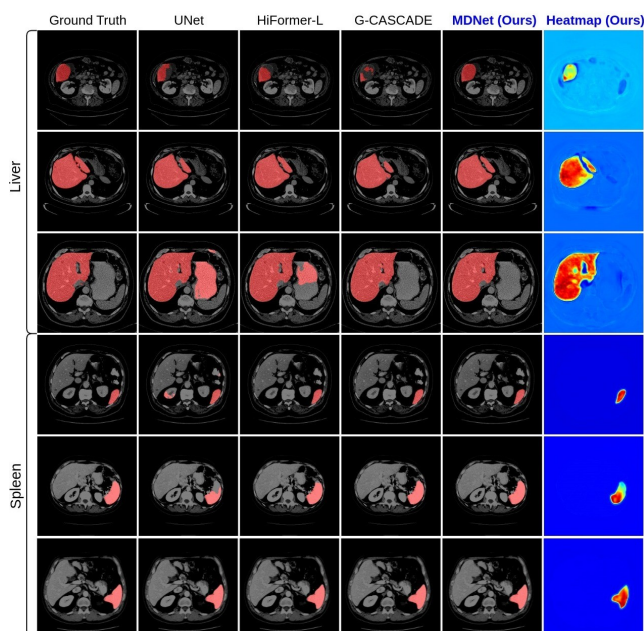 Ground Truth UNet HiFormer-L G-CASCADE MDNet (Ours) Heatmap (Ours)
Liver
Spleen